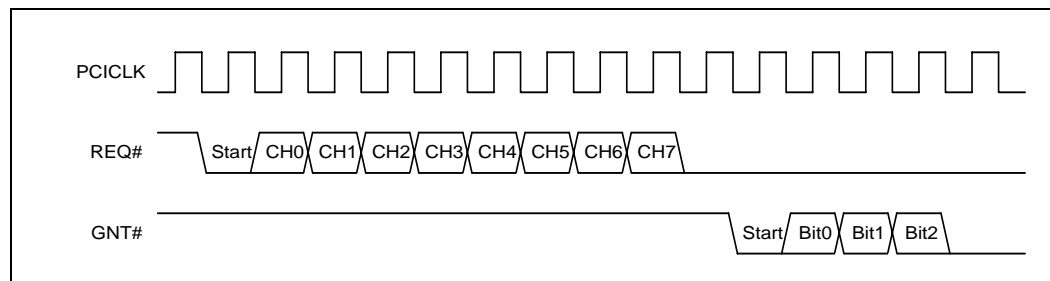 PCICLK
REQ# Start CH0 CH1 CH2 CH3 CH4 CH5 CH6 CH7
GNT# Start Bit0 Bit1 Bit2